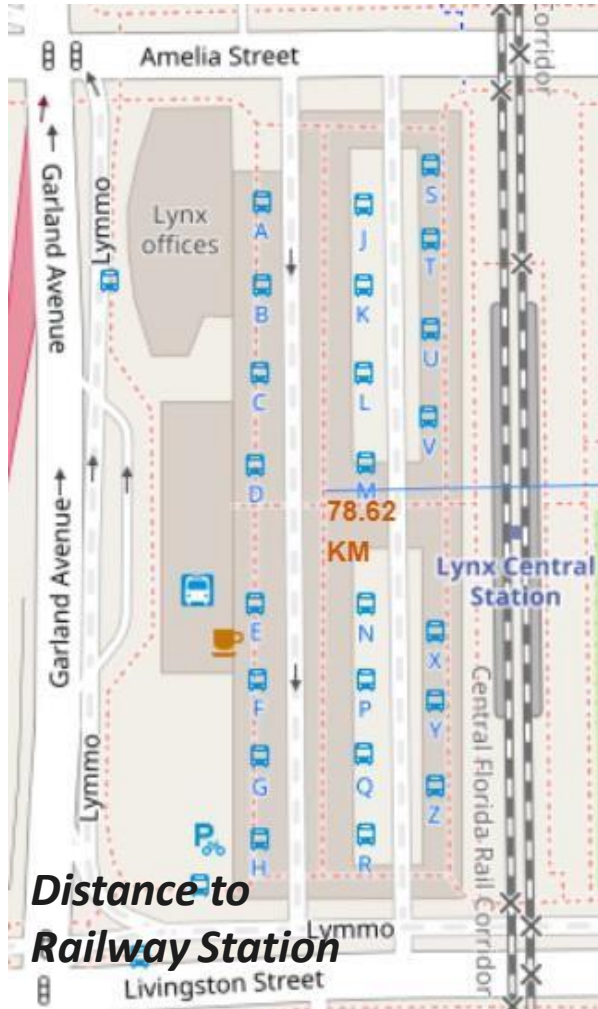 Amelia Street
Corridor
Garland Avenue
Lymmo
Lynx
offices
A
J
S
B
K
T
C
L
U
D
M
V
78.62
KM
Garland Avenue
Lynx Central
Station
E
N
X
F
P
Y
G
Q
Z
P
H
R
Lymmo
Central Florida Rail Corridor
Distance to
Railway Station
Lymmo
Livingston Street